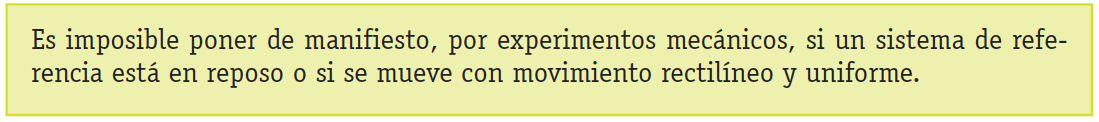 Es imposible poner de manifiesto, por experimentos mecánicos, si un sistema de refe-
rencia está en reposo o si se mueve con movimiento rectilíneo y uniforme.